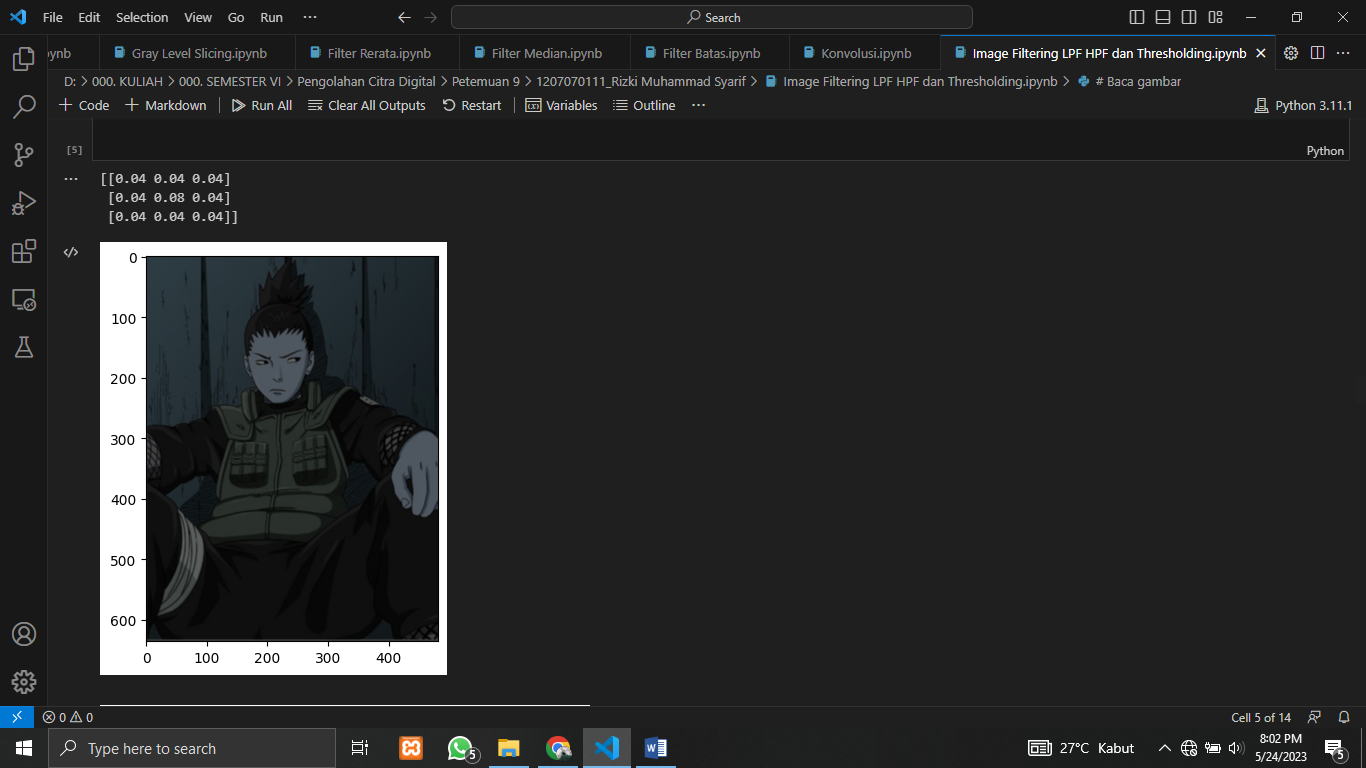 File Edit Selection View Go Run ··· Search
ynb Gray Level Slicing.ipynb Filter Rerata.ipynb Filter Median.ipynb Filter Batas.ipynb Konvolusi.ipynb Image Filtering LPF HPF dan Thresholding.ipynb
D: > 000. KULIAH > 000. SEMESTER VI > Pengolahan Citra Digital > Petemuan 9 > 1207070111_Rizki Muhammad Syarif > Image Filtering LPF HPF dan Thresholding.ipynb > # Baca gambar
+ Code + Markdown Run All Clear All Outputs Restart Variables Outline ··· Python 3.11.1
[5] Python
[[0.04 0.04 0.04]
[0.04 0.08 0.04]
[0.04 0.04 0.04]]
0
100
200
300
400
500
600
0 100 200 300 400
0 0 Cell 5 of 14
Type here to search 5 27°C Kabut 8:02 PM
5/24/2023 5